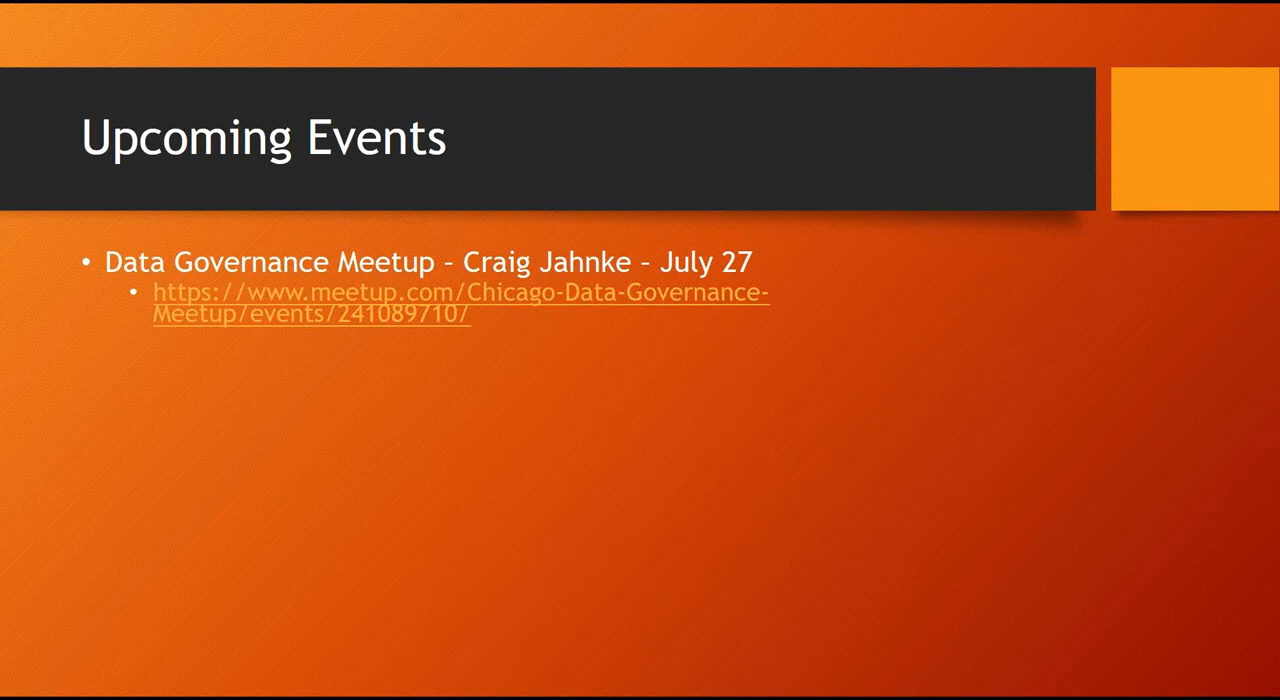 Upcoming Events
• Data Governance Meetup – Craig Jahnke – July 27
• https://www.meetup.com/Chicago-Data-Governance-
Meetup/events/241089710/